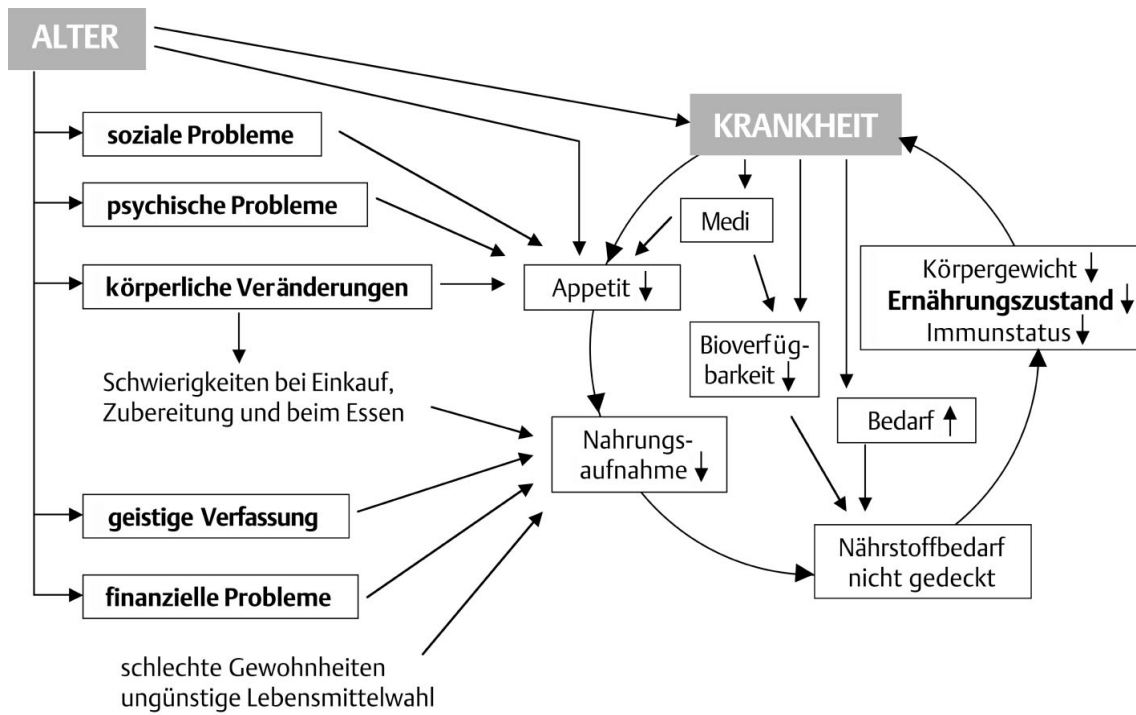 ALTER
soziale Probleme
psychische Probleme
körperliche Veränderungen
Schwierigkeiten bei Einkauf,
Zubereitung und beim Essen
geistige Verfassung
finanzielle Probleme
schlechte Gewohnheiten
ungünstige Lebensmittelwahl
KRANKHEIT
Medi
Appetit ↓
Bioverfüg-
barkeit ↓
Bedarf ↑
Nahrungs-
aufnahme ↓
Nährstoffbedarf
nicht gedeckt
Körpergewicht ↓
Ernährungszustand ↓
Immunstatus ↓